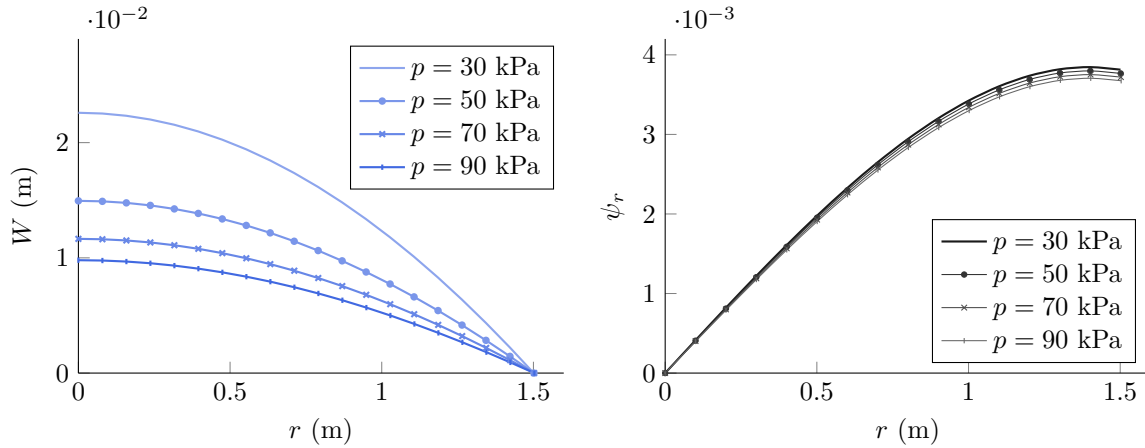 ·10−2
W (m)
2
1
0
0
0.5
1
1.5
r (m)
p = 30 kPa
p = 50 kPa
p = 70 kPa
p = 90 kPa
·10−3
ψr
4
3
2
1
0
0
0.5
1
1.5
r (m)
p = 30 kPa
p = 50 kPa
p = 70 kPa
p = 90 kPa